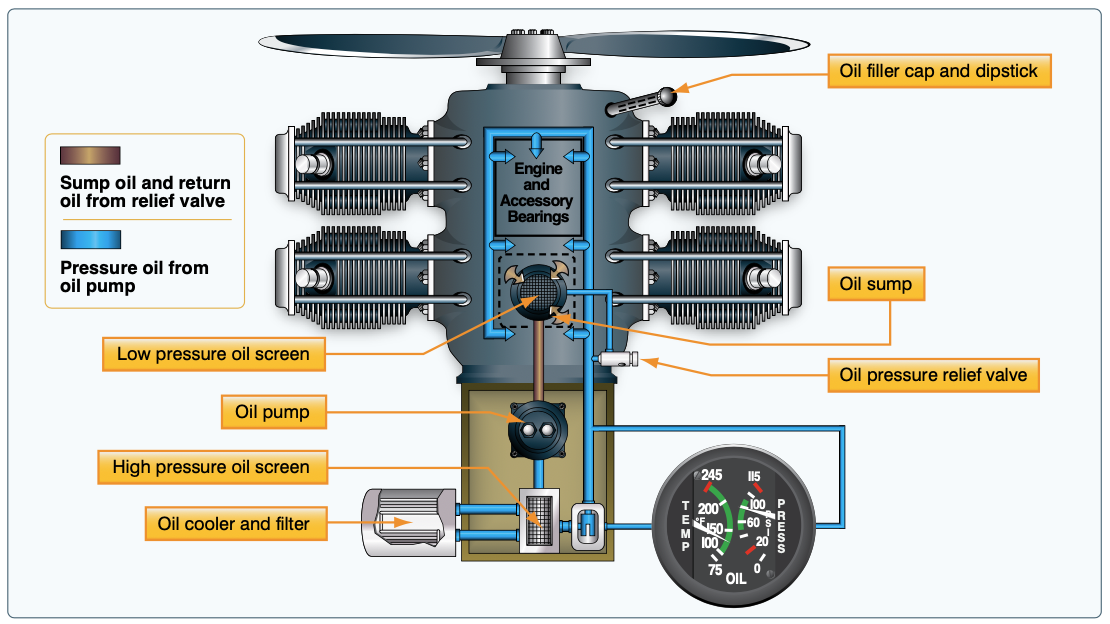 Oil filler cap and dipstick
Sump oil and return
oil from relief valve
Pressure oil from
oil pump
Engine
and
Accessory
Bearings
Oil sump
Low pressure oil screen
Oil pressure relief valve
Oil pump
High pressure oil screen
Oil cooler and filter
245
115
200
100
150
60
100
20
75
0
TEMP
°F
PSI
PRESS
OIL